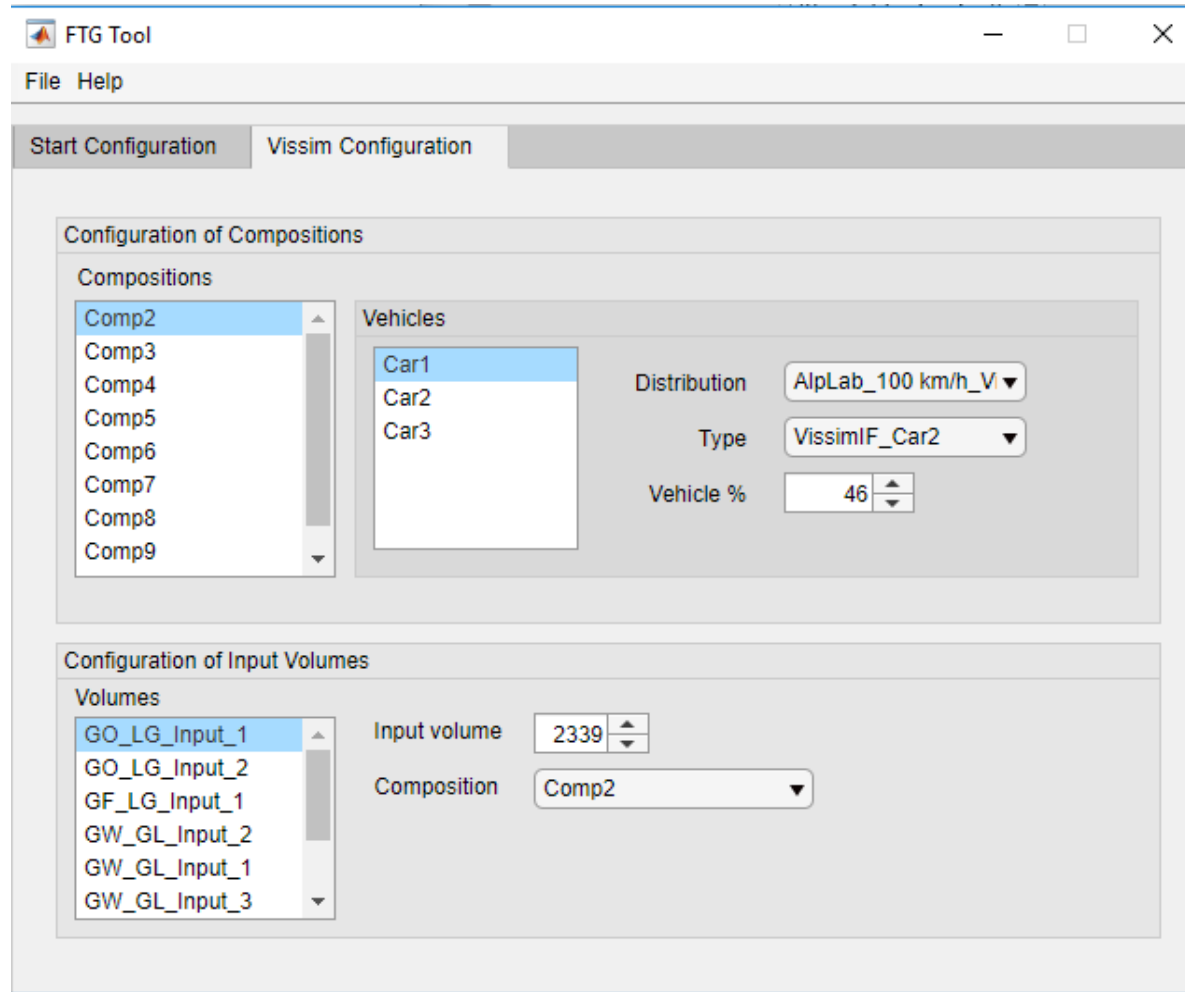 FTG Tool
File Help
Start Configuration Vissim Configuration
Configuration of Compositions
Compositions
Comp2
Comp3
Comp4
Comp5
Comp6
Comp7
Comp8
Comp9
Vehicles
Car1
Car2
Car3
Distribution AlpLab_100 km/h_Vi
Type VissimIF_Car2
Vehicle % 46
Configuration of Input Volumes
Volumes
GO_LG_Input_1
GO_LG_Input_2
GF_LG_Input_1
GW_GL_Input_2
GW_GL_Input_1
GW_GL_Input_3
Input volume 2339
Composition Comp2